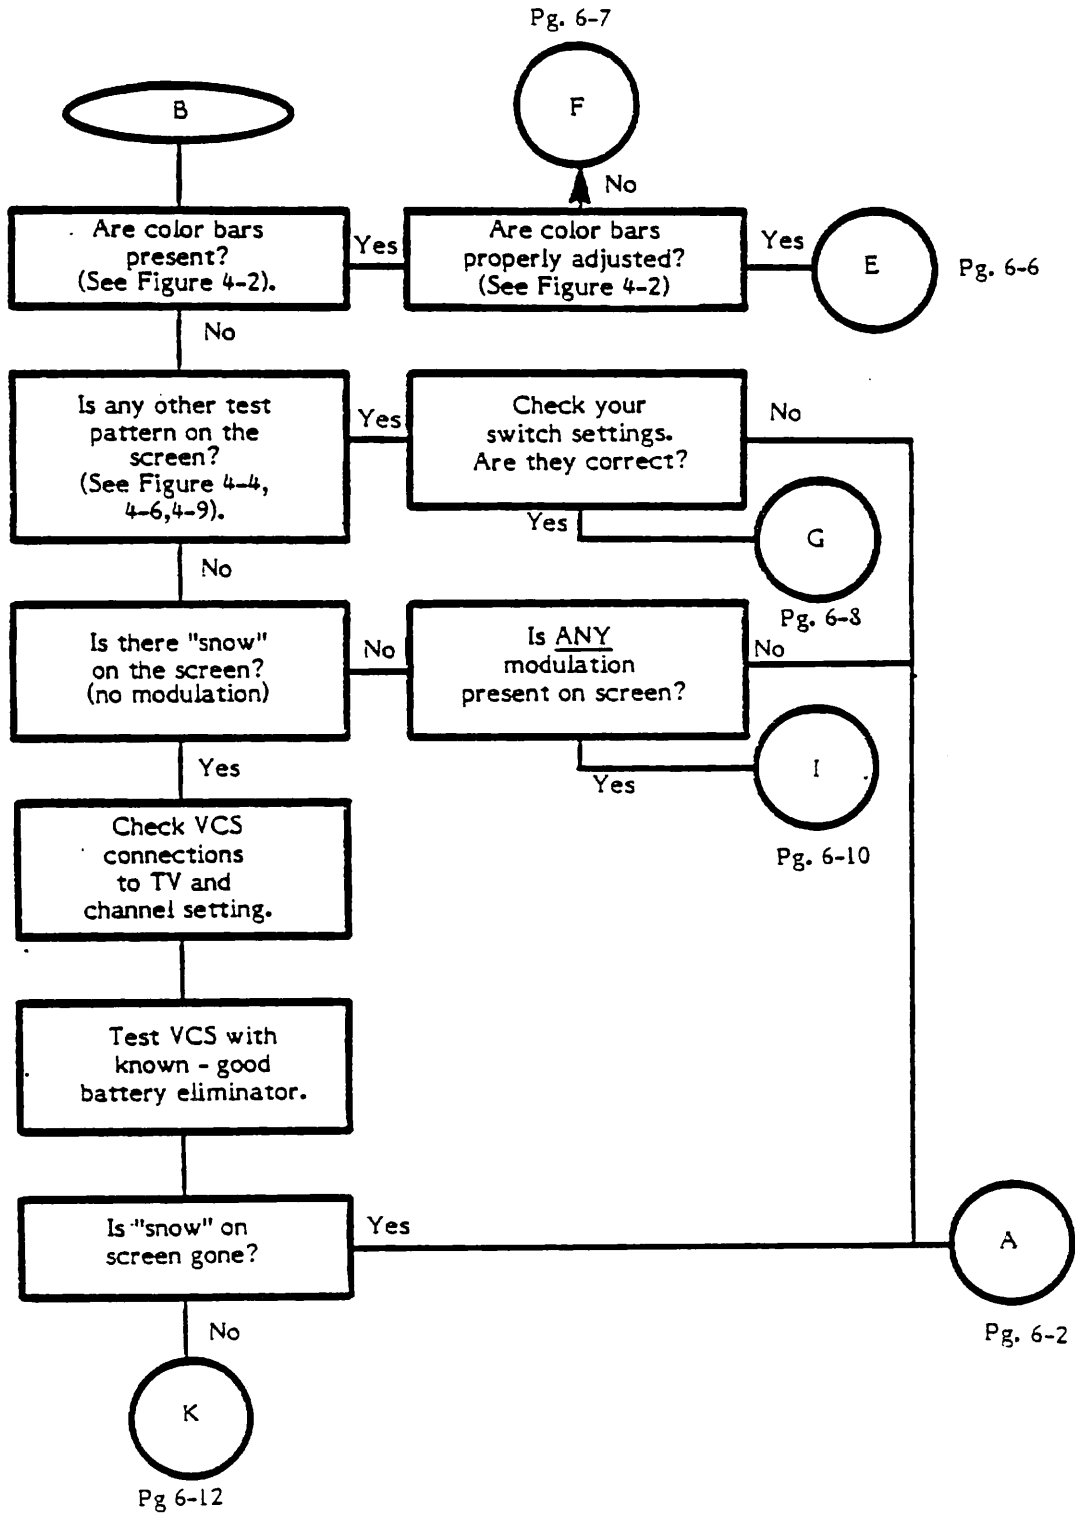 Pg. 6-7
B
F
No
Are color bars
present?
(See Figure 4-2).
Yes
Are color bars
properly adjusted?
(See Figure 4-2)
Yes
E
Pg. 6-6
No
Is any other test
pattern on the
screen?
(See Figure 4-4,
4-6,4-9).
Yes
Check your
switch settings.
Are they correct?
No
Yes
G
Pg. 6-8
No
Is there "snow"
on the screen?
(no modulation)
No
Is ANY
modulation
present on screen?
No
Yes
I
Pg. 6-10
Yes
Check VCS
connections
to TV and
channel setting.
Test VCS with
known - good
battery eliminator.
Is "snow" on
screen gone?
Yes
A
Pg. 6-2
No
K
Pg 6-12